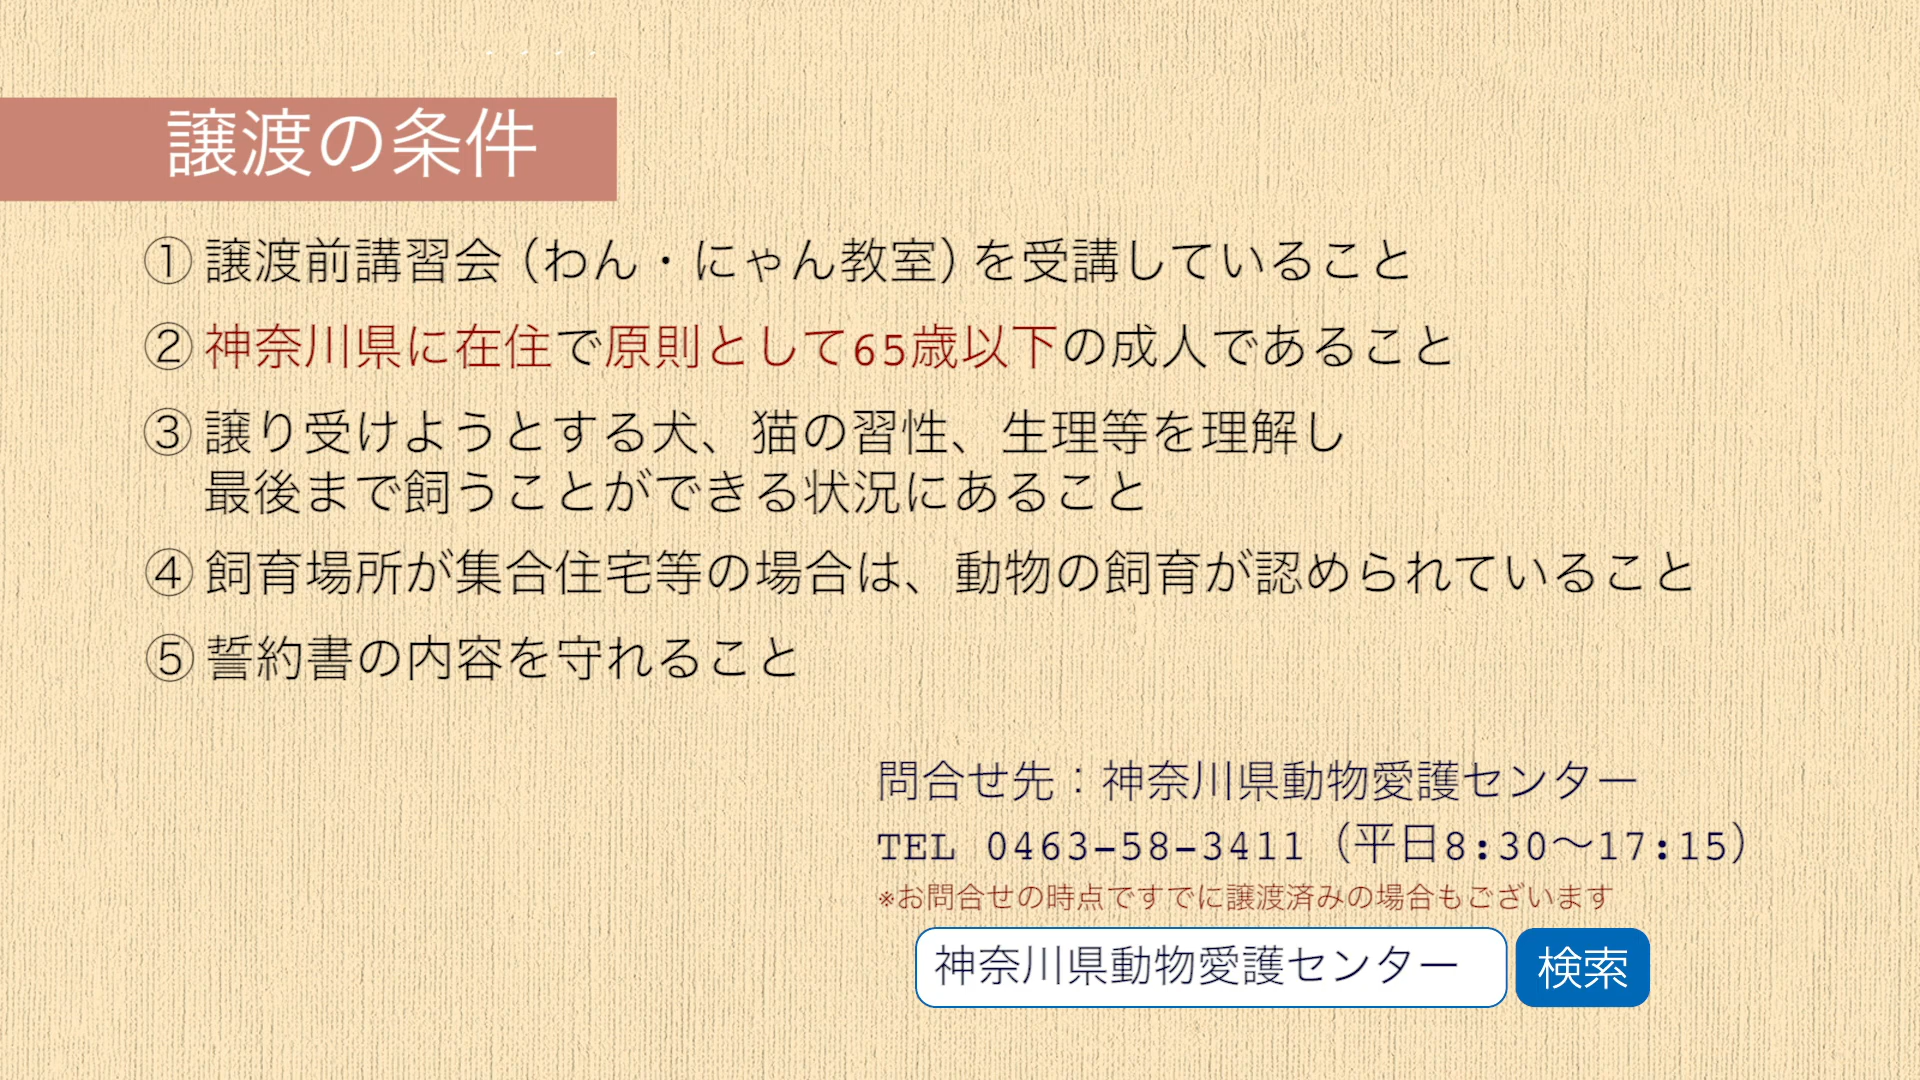 譲渡の条件
① 譲渡前講習会（わん・にゃん教室）を受講していること
② 神奈川県に在住で原則として65歳以下の成人であること
③ 譲り受けようとする犬、猫の習性、生理等を理解し
最後まで飼うことができる状況にあること
④ 飼育場所が集合住宅等の場合は、動物の飼育が認められていること
⑤ 誓約書の内容を守れること
問合せ先：神奈川県動物愛護センター
TEL 0463-58-3411（平日8:30〜17:15）
※お問合せの時点ですでに譲渡済みの場合もございます
神奈川県動物愛護センター 検索